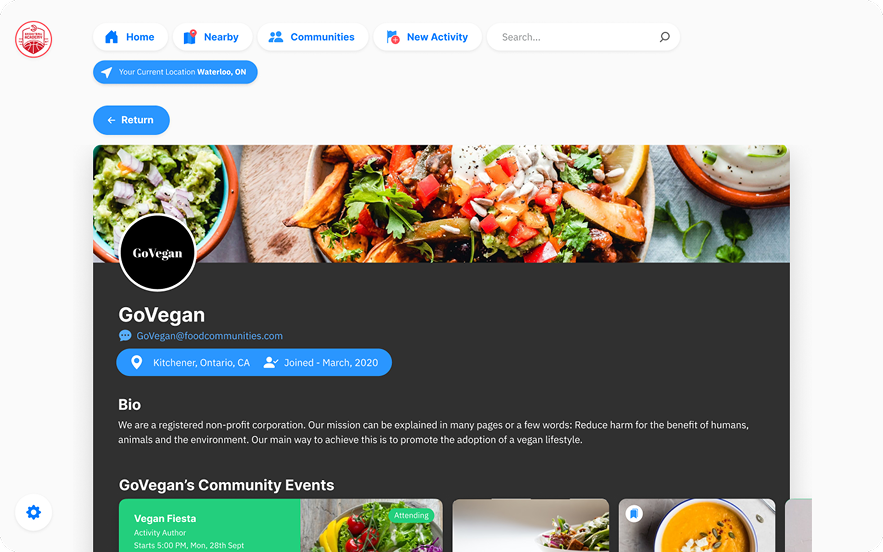 Home
Nearby
Communities
New Activity
Search...
Your Current Location Waterloo, ON
← Return
GoVegan
GoVegan
GoVegan@foodcommunities.com
Kitchener, Ontario, CA
Joined - March, 2020
Bio
We are a registered non-profit corporation. Our mission can be explained in many pages or a few words: Reduce harm for the benefit of humans,
animals and the environment. Our main way to achieve this is to promote the adoption of a vegan lifestyle.
GoVegan’s Community Events
Vegan Fiesta
Attending
Activity Author
Starts 5:00 PM, Mon, 28th Sept